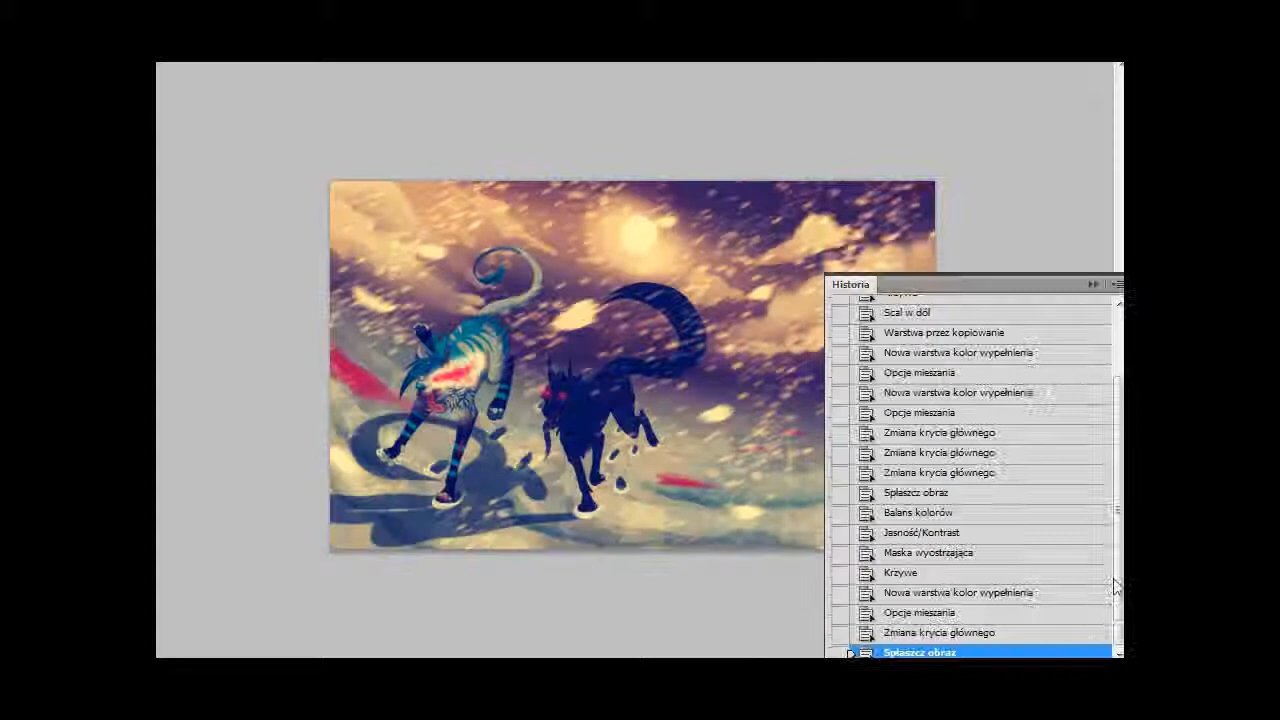 Historia
Scal w dół
Warstwa przez kopiowanie
Nowa warstwa kolor wypełnienia
Opcje mieszania
Nowa warstwa kolor wypełnienia
Opcje mieszania
Zmiana krycia głównego
Zmiana krycia głównego
Zmiana krycia głównego
Spłaszcz obraz
Balans kolorów
Jasność/Kontrast
Maska wyostrzająca
Krzywe
Nowa warstwa kolor wypełnienia
Opcje mieszania
Zmiana krycia głównego
Spłaszcz obraz